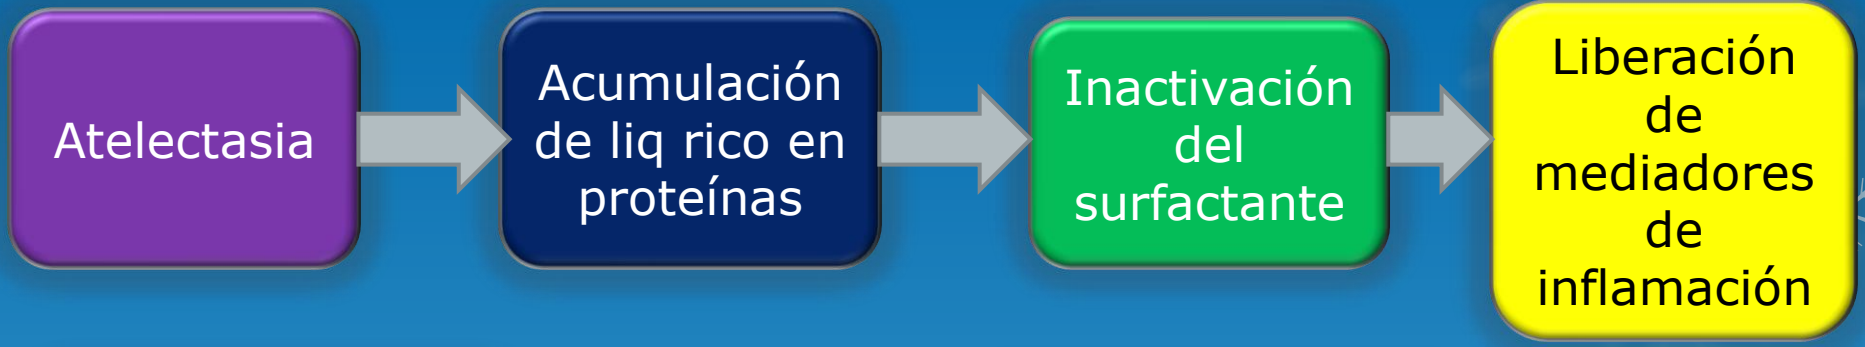 Atelectasia
Acumulación
de liq rico en
proteínas
Inactivación
del
surfactante
Liberación
de
mediadores
de
inflamación